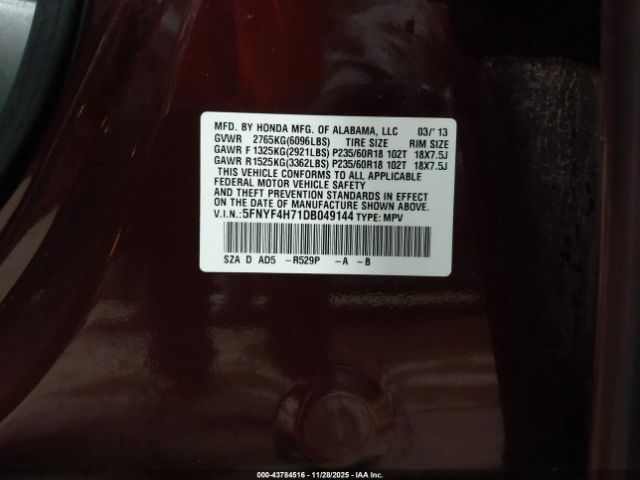 MFD. BY HONDA MFG. OF ALABAMA, LLC 03/'13
GVWR 2765KG(6096LBS) TIRE SIZE RIM SIZE
GAWR F 1325KG(2921LBS) P235/60R18 102T 18X7.5J
GAWR R1525KG(3362LBS) P235/60R18 102T 18X7.5J
THIS VEHICLE CONFORMS TO ALL APPLICABLE
FEDERAL MOTOR VEHICLE SAFETY
AND THEFT PREVENTION STANDARDS IN EFFECT
ON THE DATE OF MANUFACTURE SHOWN ABOVE.
V.I.N.: 5FNYF4H71DB049144 TYPE: MPV
SZA D AD5 -R529P -A -B
000-43784516 | 11/28/2025 | IAA Inc.